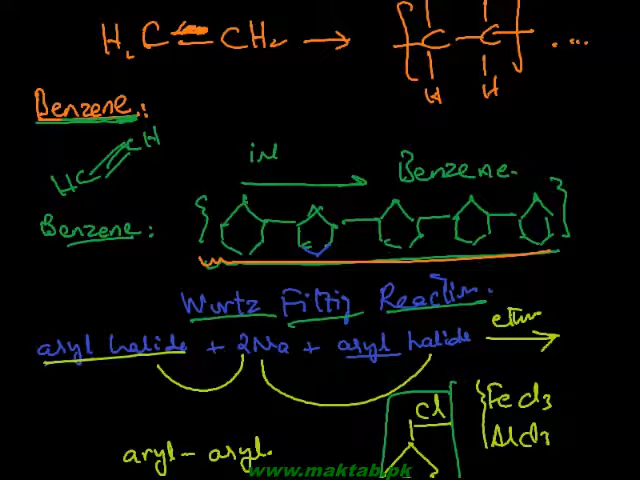 H₂C = CH₂ → C – C ....
H H
Benzene:
HC CH
in
Benzene.
Benzene:
Wurtz Fittig Reaction.
aryl halide + 2Na + aryl halide ether
Cl
FeCl3
AlCl3
aryl – aryl.
www.maktab.pk